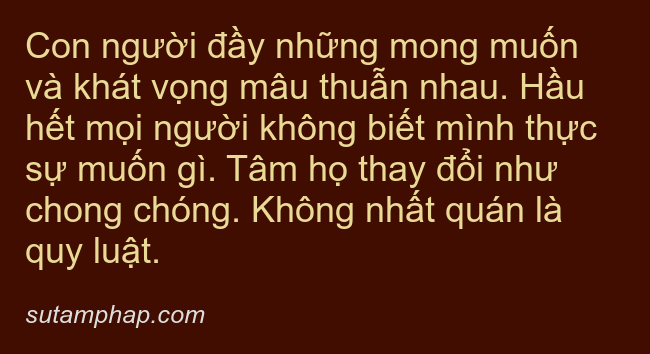 Con người đầy những mong muốn
và khát vọng mâu thuẫn nhau. Hầu
hết mọi người không biết mình thực
sự muốn gì. Tâm họ thay đổi như
chong chóng. Không nhất quán là
quy luật.
sutamphap.com